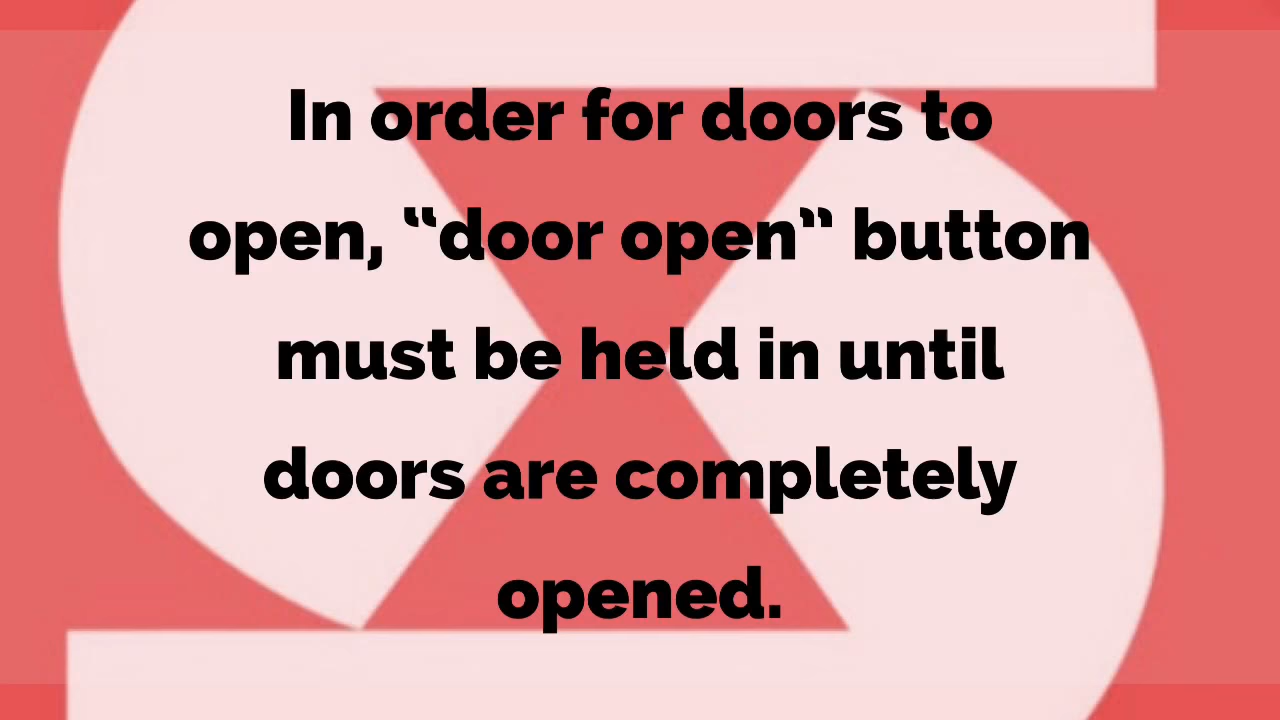 In order for doors to
open, “door open” button
must be held in until
doors are completely
opened.